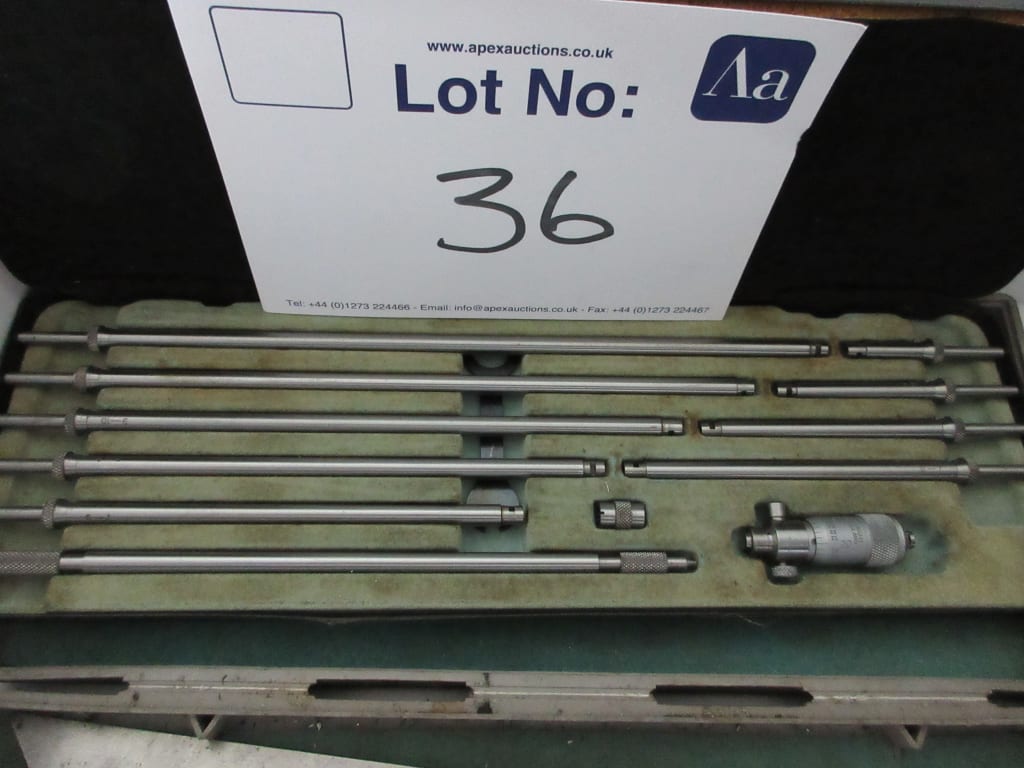 www.apexauctions.co.uk
Lot No:
Aa
36
Tel: +44 (0)1273 224466 - Email: info@apexauctions.co.uk - Fax: +44 (0)1273 224467